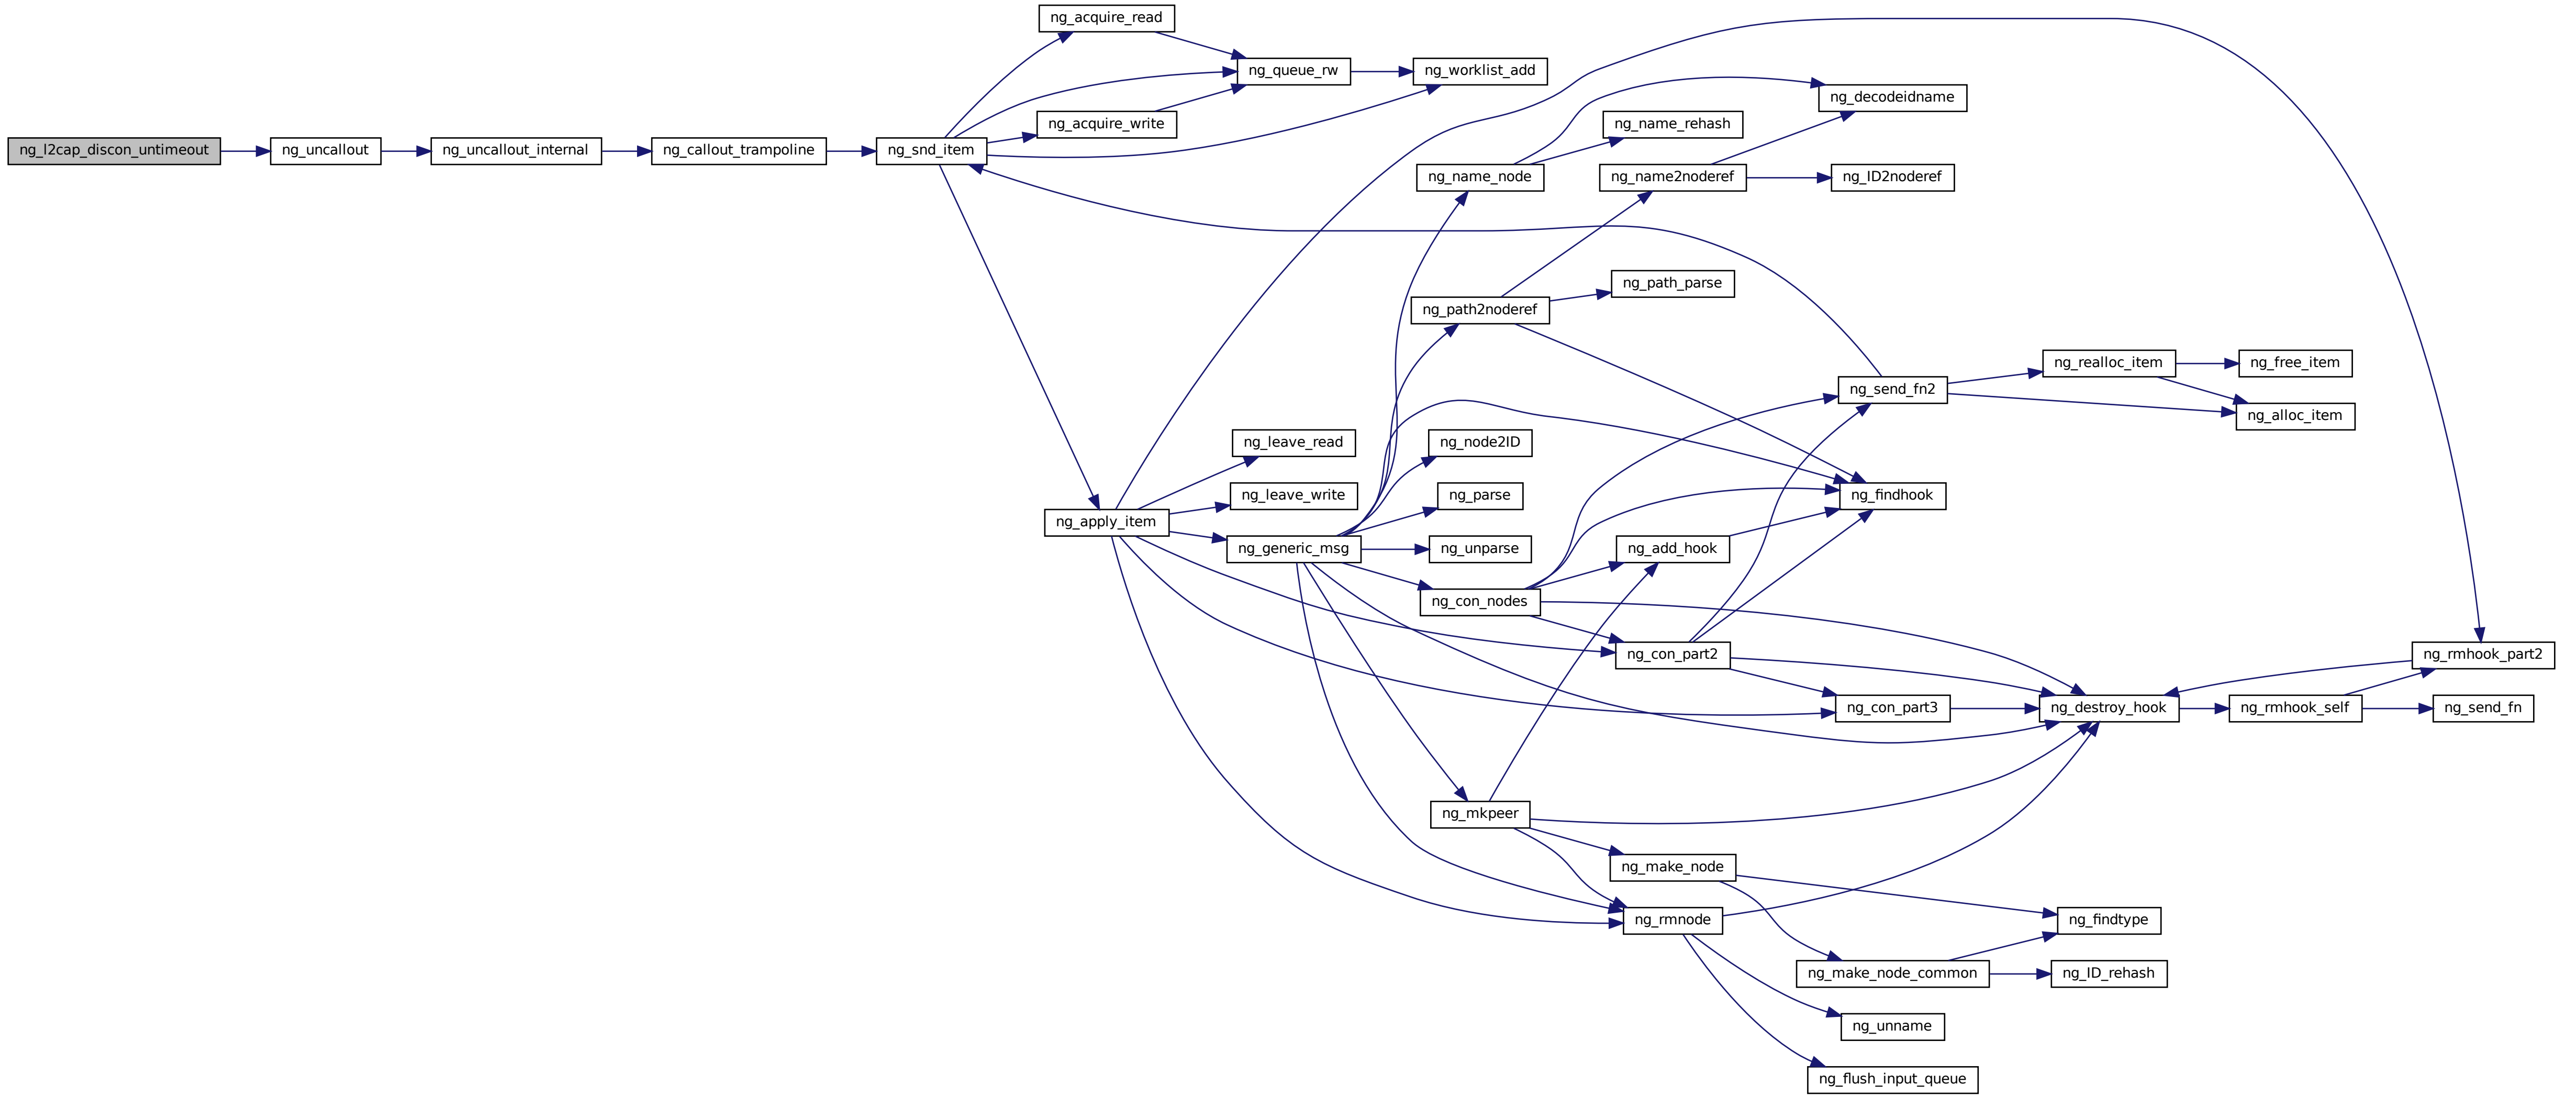 ng_acquire_read
ng_queue_rw
ng_worklist_add
ng_decodeidname
ng_acquire_write
ng_name_rehash
ng_l2cap_discon_untimeout
ng_uncallout
ng_uncallout_internal
ng_callout_trampoline
ng_snd_item
ng_name_node
ng_name2noderef
ng_ID2noderef
ng_path_parse
ng_path2noderef
ng_realloc_item
ng_free_item
ng_send_fn2
ng_alloc_item
ng_leave_read
ng_node2ID
ng_leave_write
ng_parse
ng_findhook
ng_apply_item
ng_generic_msg
ng_unparse
ng_add_hook
ng_con_nodes
ng_con_part2
ng_rmhook_part2
ng_con_part3
ng_destroy_hook
ng_rmhook_self
ng_send_fn
ng_mkpeer
ng_make_node
ng_rmnode
ng_findtype
ng_make_node_common
ng_ID_rehash
ng_unname
ng_flush_input_queue